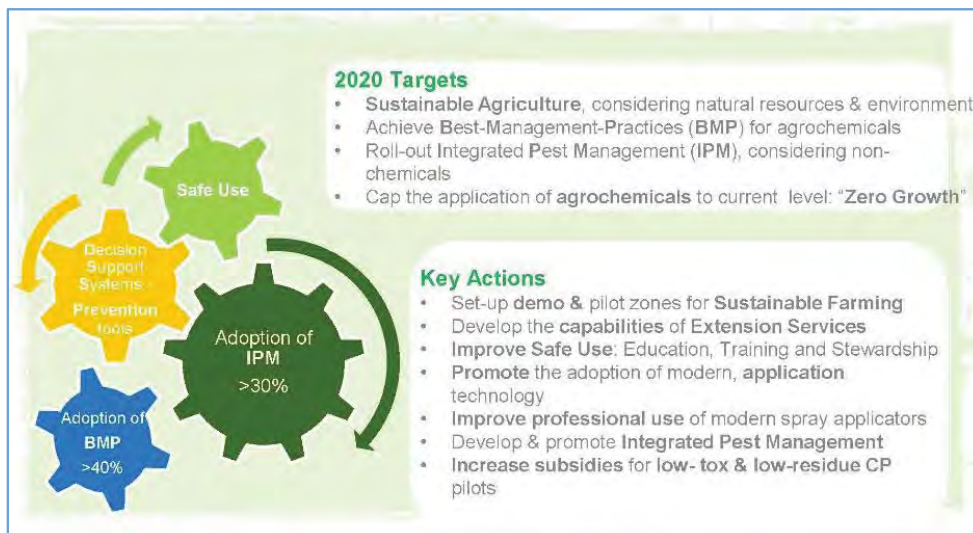 2020 Targets
• Sustainable Agriculture, considering natural resources & environment
• Achieve Best-Management-Practices (BMP) for agrochemicals
• Roll-out Integrated Pest Management (IPM), considering non-
chemicals
• Cap the application of agrochemicals to current level: "Zero Growth"
Safe Use
Decision
Support
Systems -
Prevention
tools
Adoption of
IPM
>30%
Adoption of
BMP
>40%
Key Actions
• Set-up demo & pilot zones for Sustainable Farming
• Develop the capabilities of Extension Services
• Improve Safe Use: Education, Training and Stewardship
• Promote the adoption of modern, application
technology
• Improve professional use of modern spray applicators
• Develop & promote Integrated Pest Management
• Increase subsidies for low- tox & low-residue CP
pilots